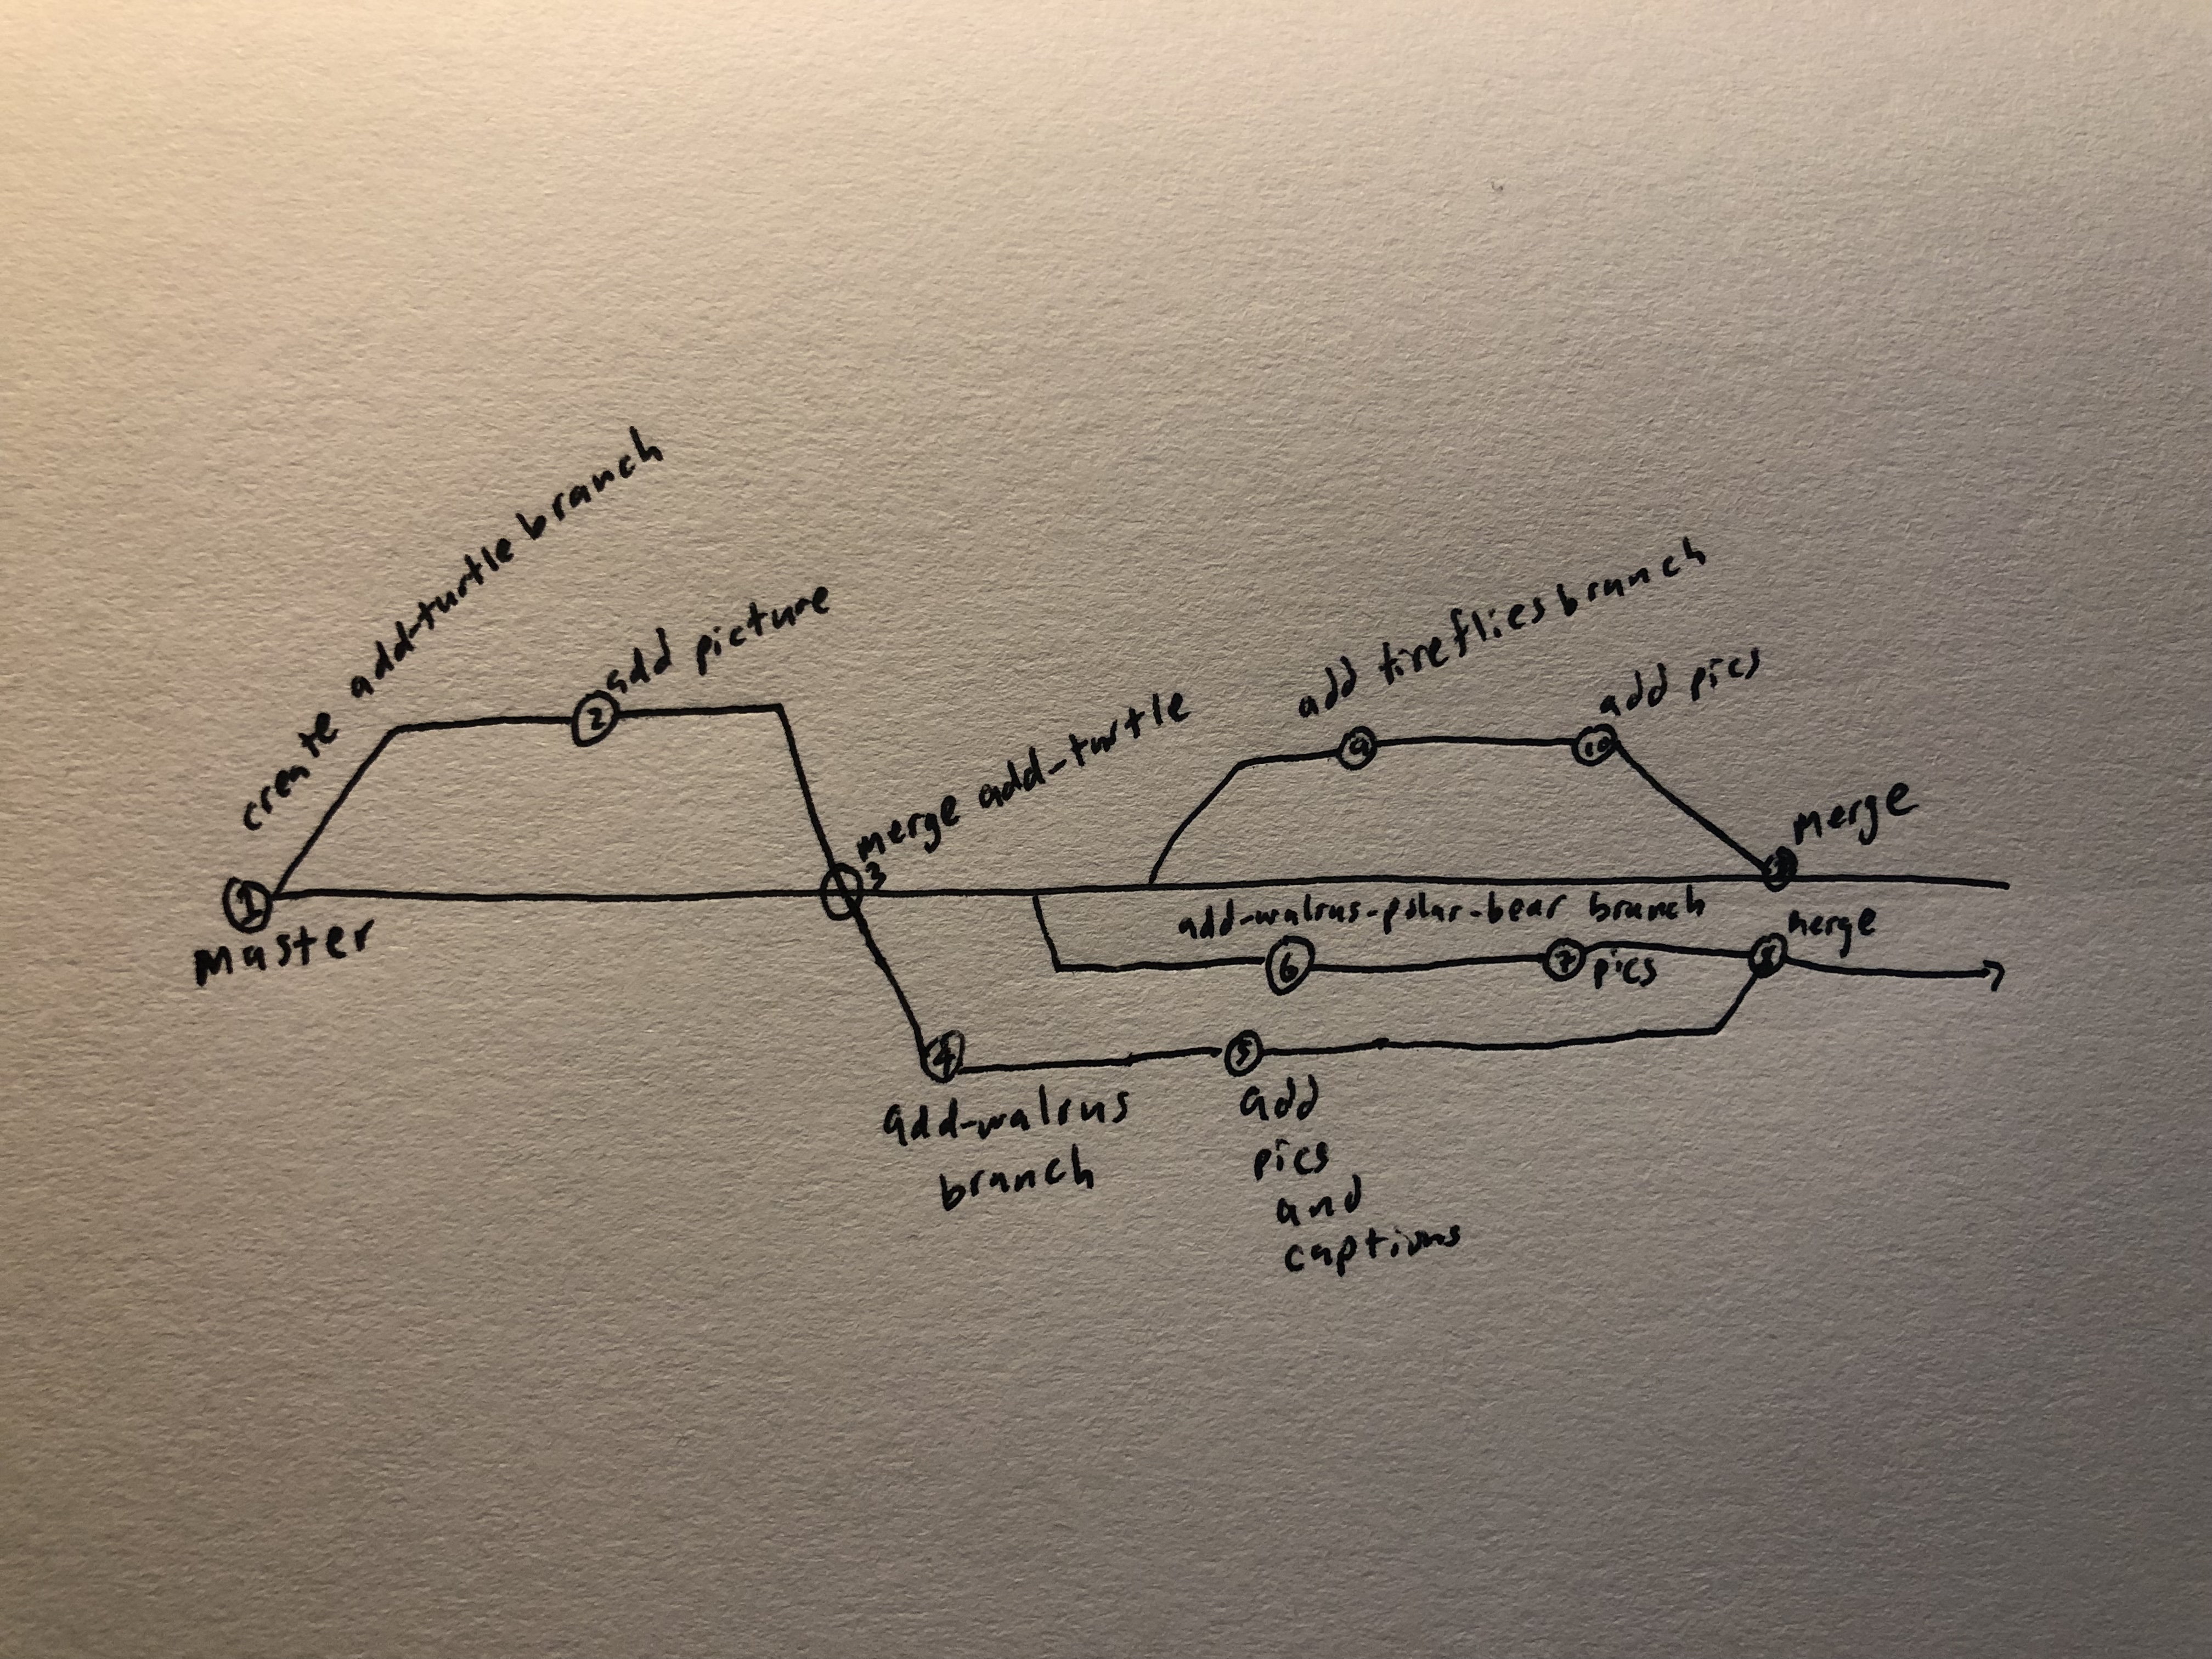 create add-turtle branch
1
Master
2
add picture
3
merge add-turtle
4
add-walrus
branch
5
add
pics
and
captions
6
add-walrus-polar-bear branch
7
pics
merge
9
add fireflies branch
10
add pics
Merge